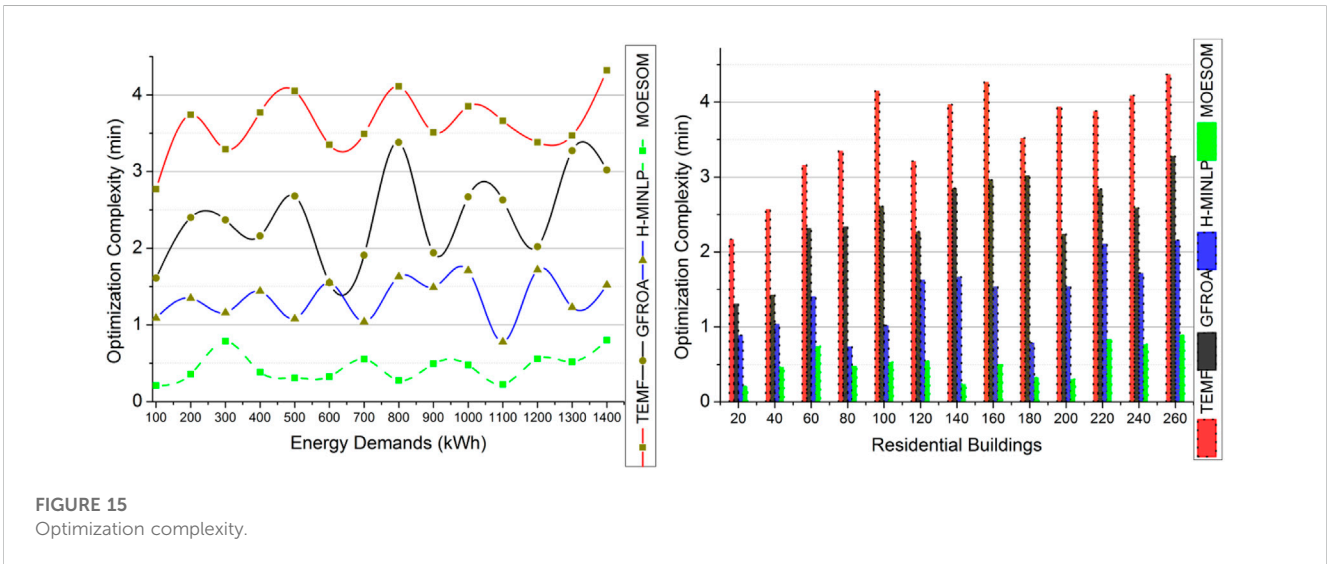 4
3
2
1
0
Optimization Complexity (min)
100 200 300 400 500 600 700 800 900 1000 1100 1200 1300 1400
Energy Demands (kWh)
TEMF GFROA H-MINLP MOESOM
4
3
2
1
0
Optimization Complexity (min)
20 40 60 80 100 120 140 160 180 200 220 240 260
Residential Buildings
TEMF GFROA H-MINLP MOESOM
FIGURE 15
Optimization complexity.